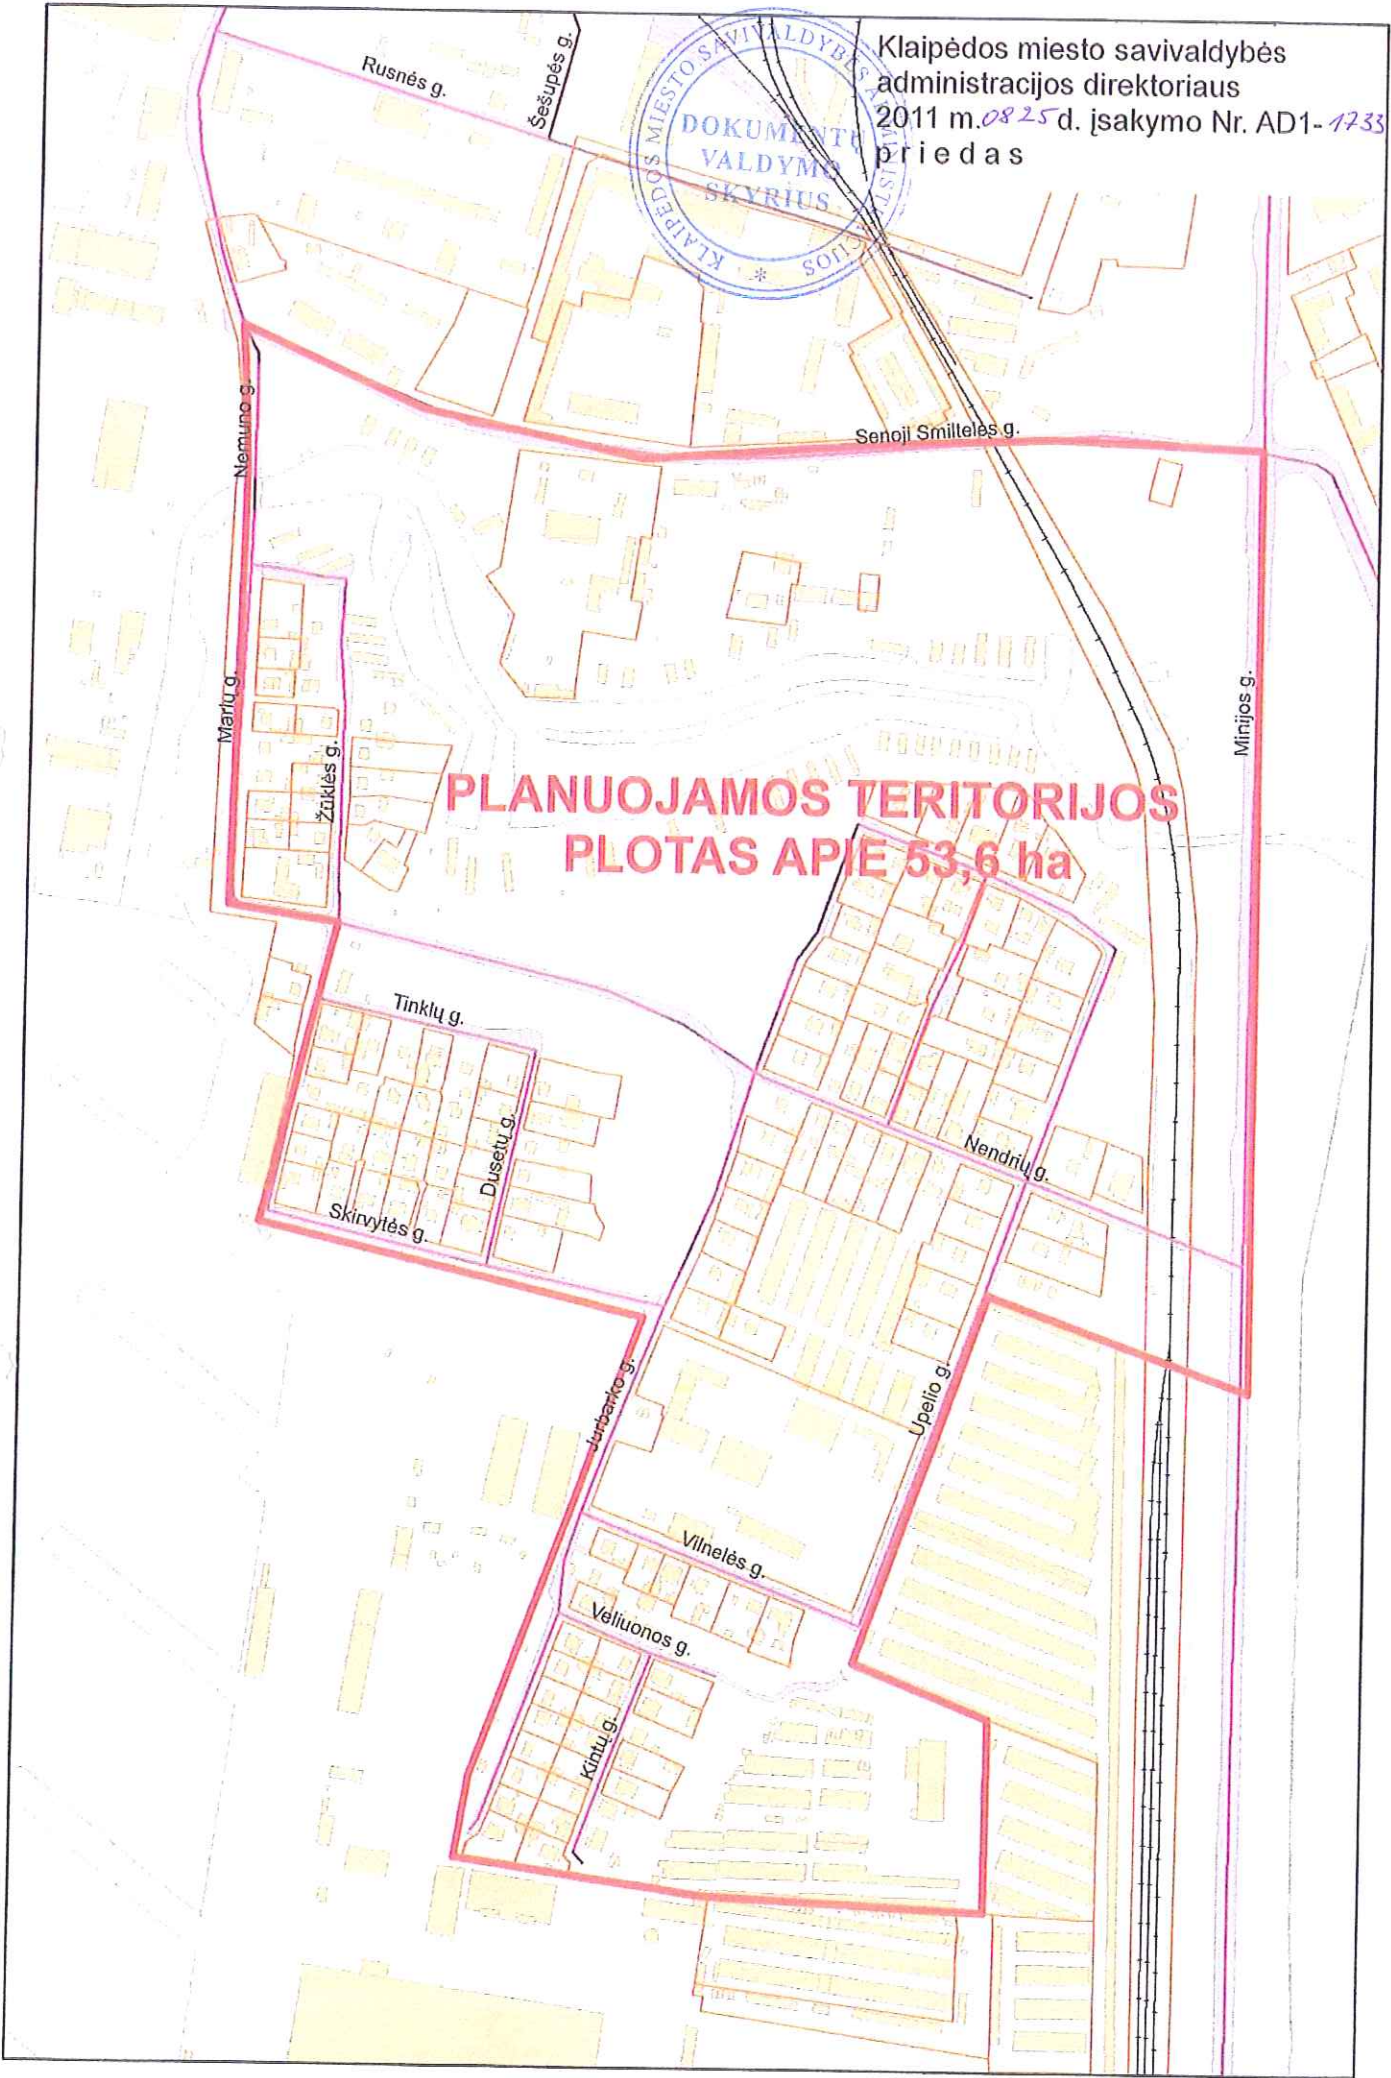 Klaipėdos miesto savivaldybės
administracijos direktoriaus
2011 m. 08 25 d. įsakymo Nr. AD1- 1733
priedas
KLAIPĖDOS MIESTO SAVIVALDYBĖS ADMINISTRACIJOS
DOKUMENTŲ
VALDYMO
SKYRIUS
*
Rusnės g.
Šešupės g.
Senoji Smiltelės g.
Nemuno g.
Marių g.
Žūklės g.
Minijos g.
PLANUOJAMOS TERITORIJOS
PLOTAS APIE 53,6 ha
Tinklų g.
Dusetų g.
Skirvytės g.
Nendrių g.
Jurbarko g.
Upelio g.
Vilnelės g.
Veliuonos g.
Kintų g.